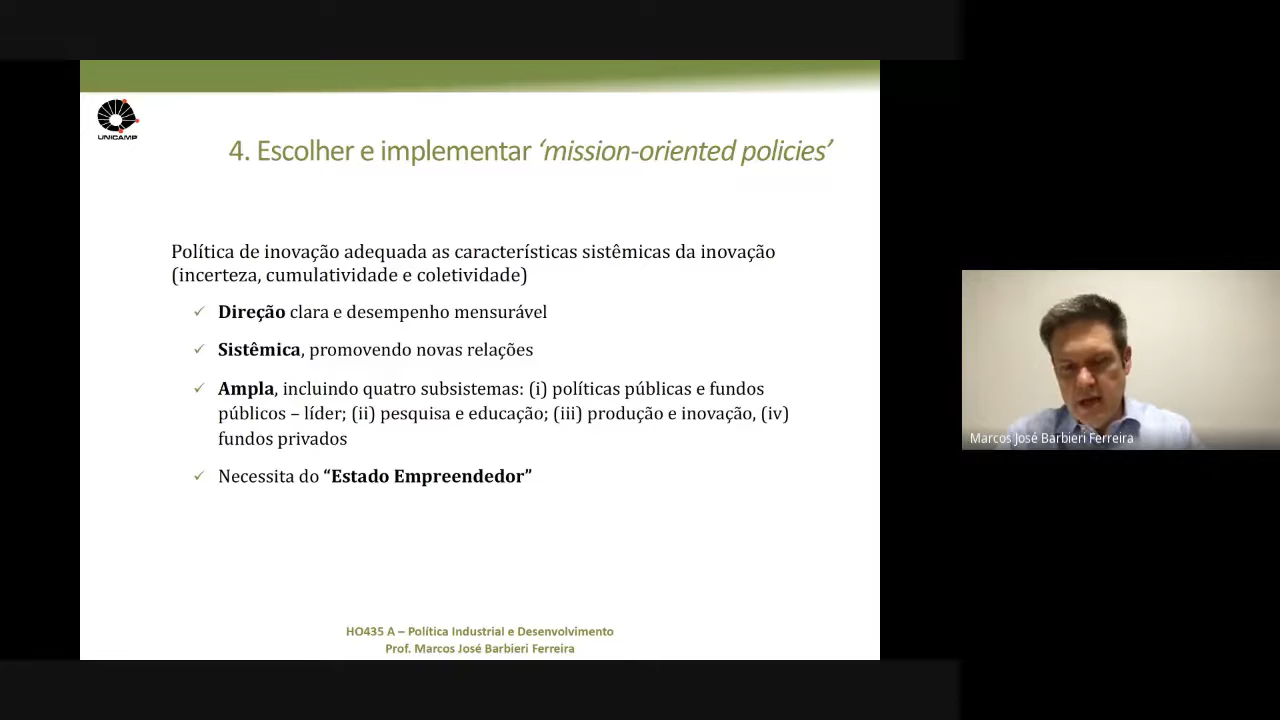 UNICAMP
4. Escolher e implementar ‘mission-oriented policies’
Política de inovação adequada as características sistêmicas da inovação
(incerteza, cumulatividade e coletividade)
✓ Direção clara e desempenho mensurável
✓ Sistêmica, promovendo novas relações
✓ Ampla, incluindo quatro subsistemas: (i) políticas públicas e fundos
públicos – líder; (ii) pesquisa e educação; (iii) produção e inovação, (iv)
fundos privados
✓ Necessita do “Estado Empreendedor”
Marcos José Barbieri Ferreira
HO435 A – Política Industrial e Desenvolvimento
Prof. Marcos José Barbieri Ferreira